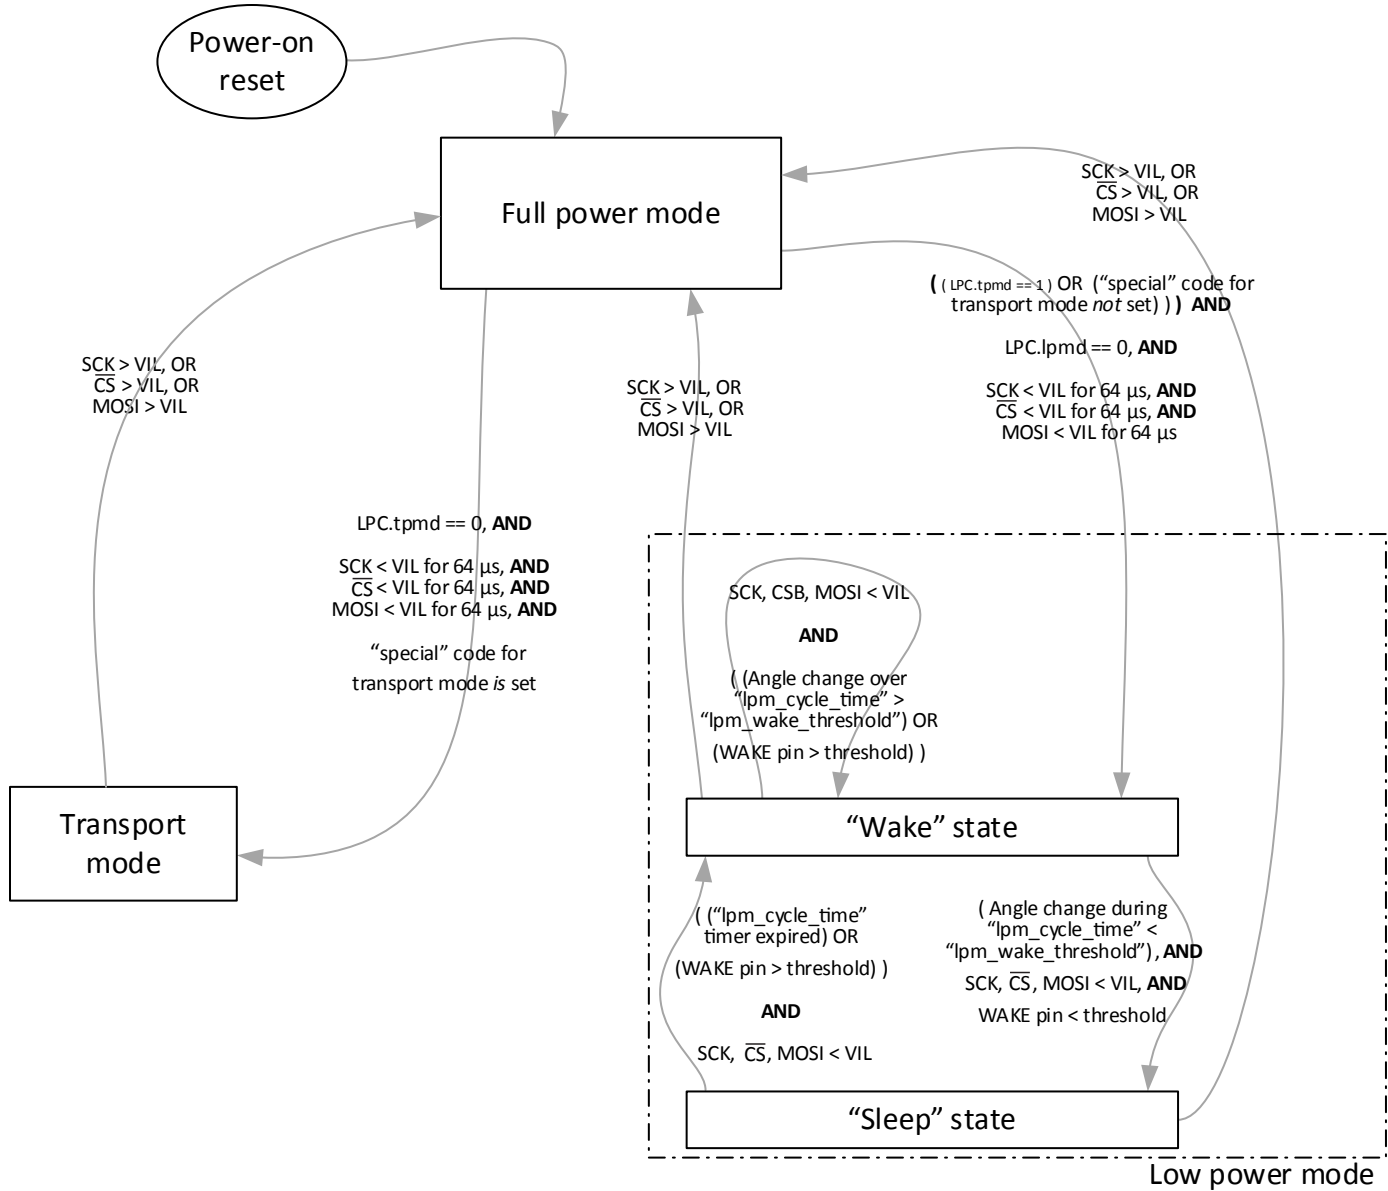 Power-on
reset
Full power mode
SCK > VIL, OR
C̅S̅ > VIL, OR
MOSI > VIL
( ( LPC.tpmd == 1 ) OR (“special” code for
transport mode not set) ) ) AND
LPC.lpmd == 0, AND
SCK < VIL for 64 µs, AND
C̅S̅ < VIL for 64 µs, AND
MOSI < VIL for 64 µs
SCK > VIL, OR
C̅S̅ > VIL, OR
MOSI > VIL
SCK > VIL, OR
C̅S̅ > VIL, OR
MOSI > VIL
LPC.tpmd == 0, AND
SCK < VIL for 64 µs, AND
C̅S̅ < VIL for 64 µs, AND
MOSI < VIL for 64 µs, AND
“special” code for
transport mode is set
SCK, CSB, MOSI < VIL
AND
( (Angle change over
“lpm_cycle_time” >
“lpm_wake_threshold”) OR
(WAKE pin > threshold) )
Transport
mode
“Wake” state
( (“lpm_cycle_time”
timer expired) OR
(WAKE pin > threshold) )
AND
SCK, C̅S̅, MOSI < VIL
( Angle change during
“lpm_cycle_time” <
“lpm_wake_threshold”) , AND
SCK, C̅S̅, MOSI < VIL, AND
WAKE pin < threshold
“Sleep” state
Low power mode